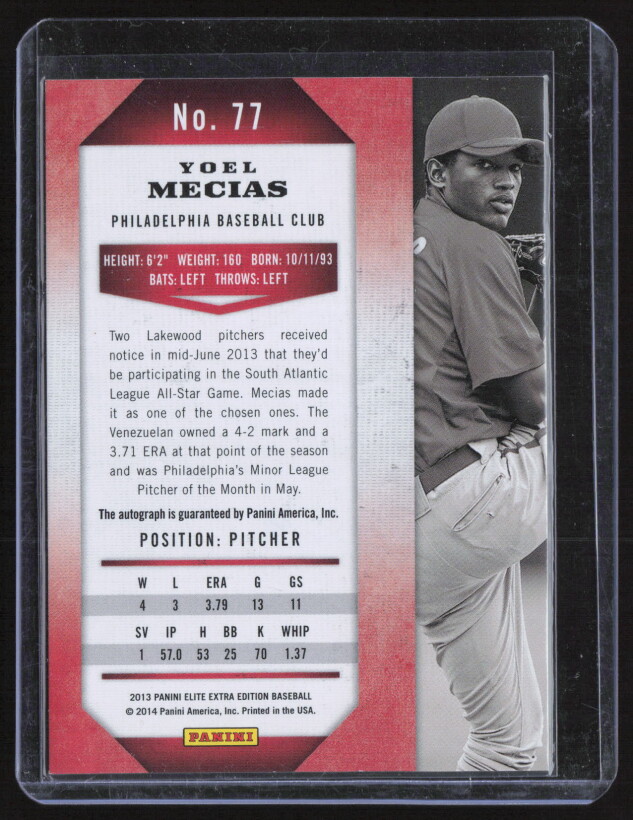 No. 77
YOEL
MECIAS
PHILADELPHIA BASEBALL CLUB
HEIGHT: 6'2" WEIGHT: 160 BORN: 10/11/93
BATS: LEFT THROWS: LEFT
Two Lakewood pitchers received
notice in mid-June 2013 that they'd
be participating in the South Atlantic
League All-Star Game. Mecias made
it as one of the chosen ones. The
Venezuelan owned a 4-2 mark and a
3.71 ERA at that point of the season
and was Philadelphia's Minor League
Pitcher of the Month in May.
The autograph is guaranteed by Panini America, Inc.
POSITION: PITCHER
W L ERA G GS
4 3 3.79 13 11
SV IP H BB K WHIP
1 57.0 53 25 70 1.37
2013 PANINI ELITE EXTRA EDITION BASEBALL
© 2014 Panini America, Inc. Printed in the USA.
PANINI